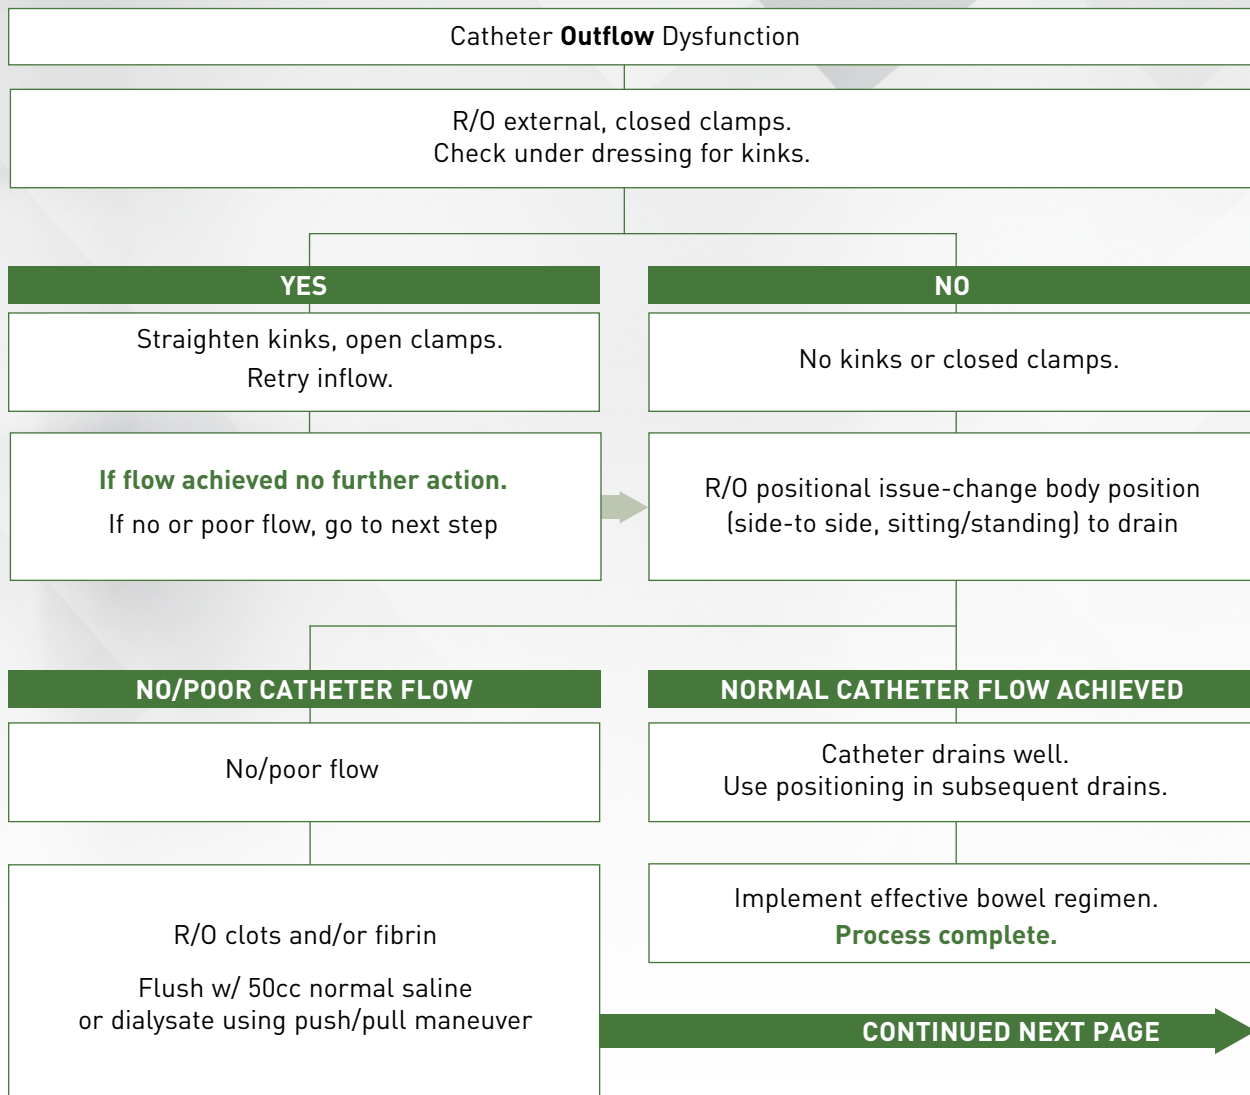 Catheter Outflow Dysfunction
R/O external, closed clamps.
Check under dressing for kinks.
YES
Straighten kinks, open clamps.
Retry inflow.
If flow achieved no further action.
If no or poor flow, go to next step
NO
No kinks or closed clamps.
R/O positional issue-change body position
(side-to side, sitting/standing) to drain
NO/POOR CATHETER FLOW
No/poor flow
R/O clots and/or fibrin
Flush w/ 50cc normal saline
or dialysate using push/pull maneuver
NORMAL CATHETER FLOW ACHIEVED
Catheter drains well.
Use positioning in subsequent drains.
Implement effective bowel regimen.
Process complete.
CONTINUED NEXT PAGE